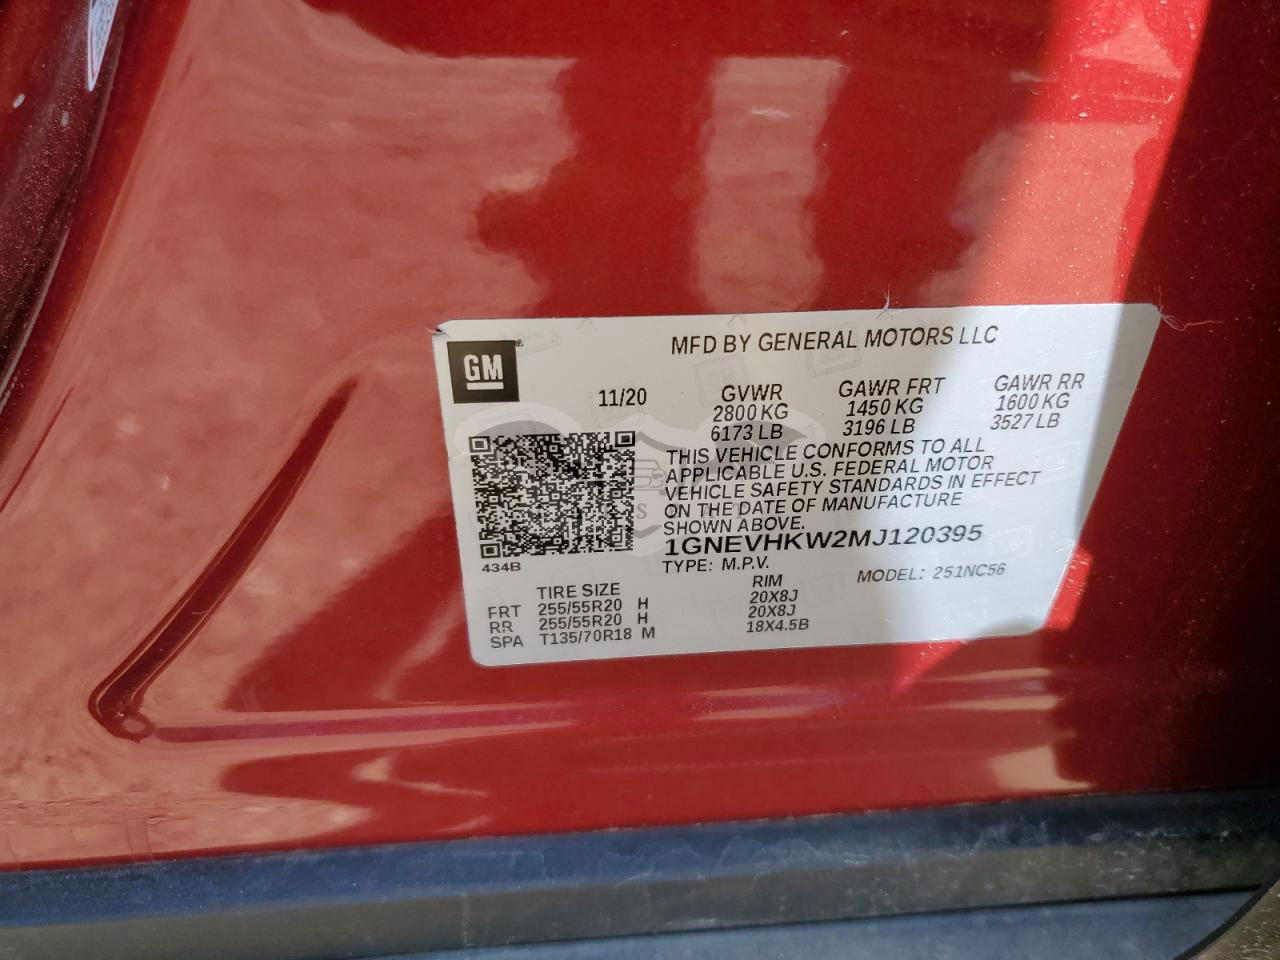 MFD BY GENERAL MOTORS LLC
GM
11/20 GVWR GAWR FRT GAWR RR
2800 KG 1450 KG 1600 KG
6173 LB 3196 LB 3527 LB
THIS VEHICLE CONFORMS TO ALL
APPLICABLE U.S. FEDERAL MOTOR
VEHICLE SAFETY STANDARDS IN EFFECT
ON THE DATE OF MANUFACTURE
SHOWN ABOVE.
1GNEVHKW2MJ120395
434B
TYPE: M.P.V. MODEL: 251NC56
TIRE SIZE RIM
FRT 255/55R20 H 20X8J
RR 255/55R20 H 20X8J
SPA T135/70R18 M 18X4.5B